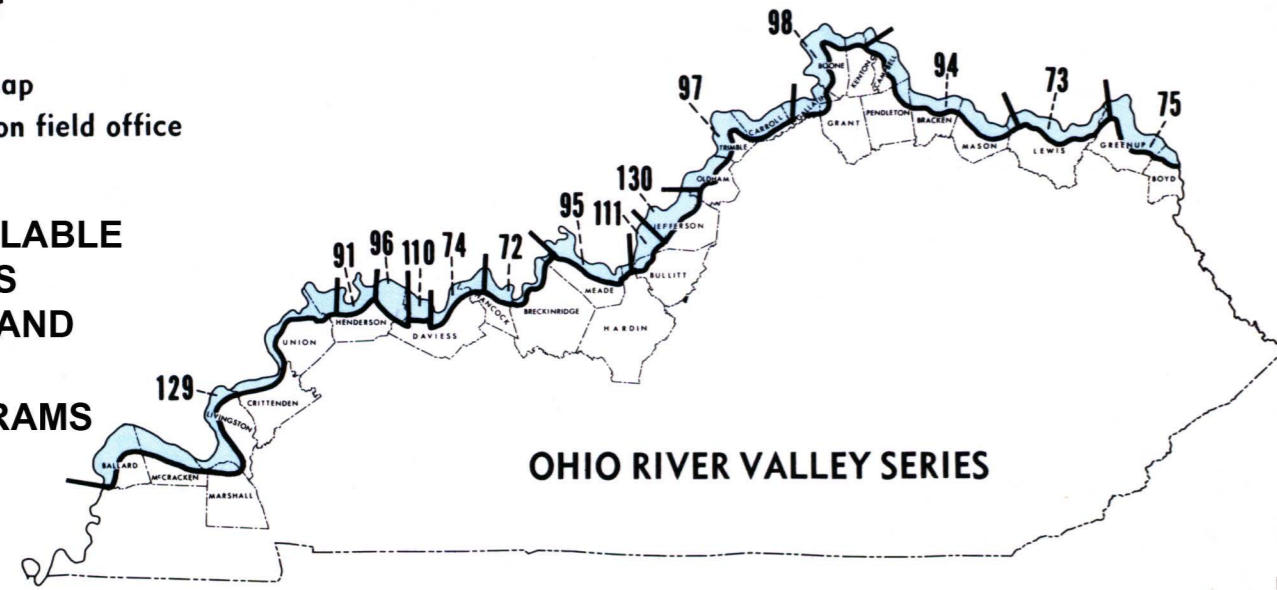 ap
on field office
LABLE
S
AND
RAMS
98
BOONE
KENTON
CAMPBELL
94
73
75
97
CARROLL
GALLATIN
GRANT
PENDLETON
BRACKEN
MASON
LEWIS
GREENUP
BOYD
TRIMBLE
OLDHAM
130
95
111
JEFFERSON
BULLITT
91
96
110
74
72
MEADE
HANCOCK
BRECKINRIDGE
HARDIN
HENDERSON
DAVIESS
UNION
129
CRITTENDEN
LIVINGSTON
BALLARD
McCRACKEN
MARSHALL
OHIO RIVER VALLEY SERIES